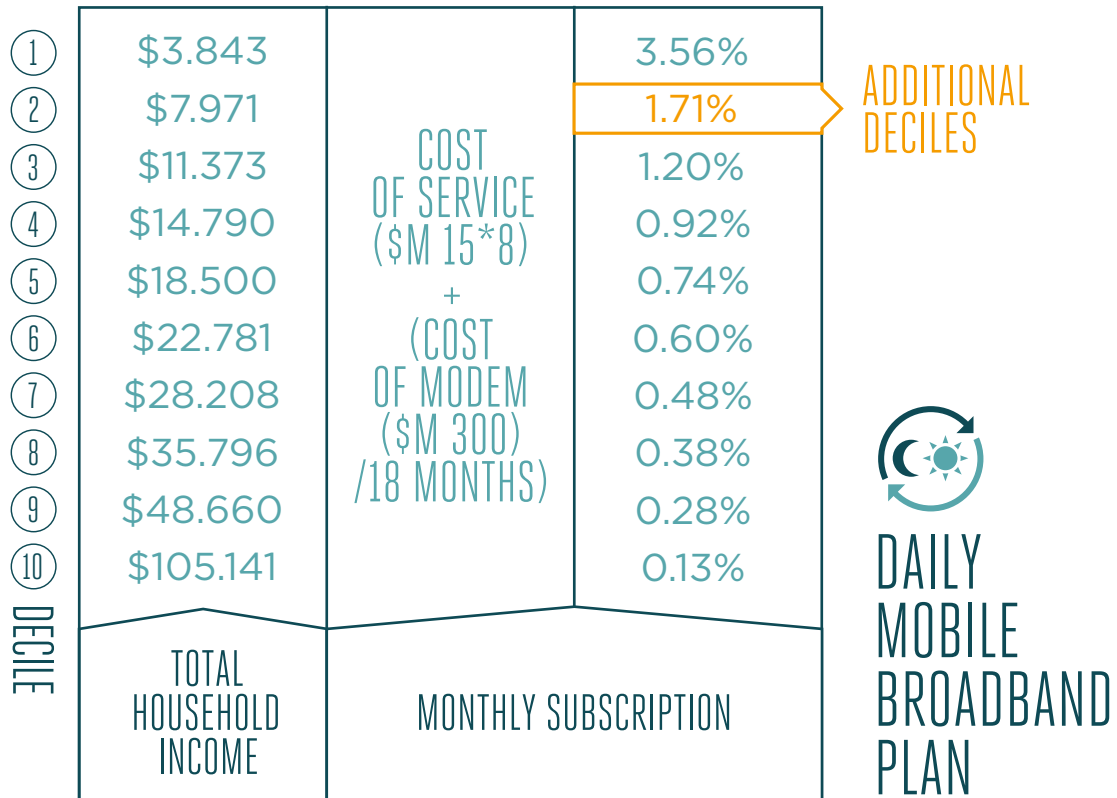 1 $3.843 3.56%
2 $7.971 1.71%
3 $11.373 1.20%
4 $14.790 0.92%
5 $18.500 0.74%
6 $22.781 0.60%
7 $28.208 0.48%
8 $35.796 0.38%
9 $48.660 0.28%
10 $105.141 0.13%
COST
OF SERVICE
($M 15*8)
+
(COST
OF MODEM
($M 300)
/18 MONTHS)
ADDITIONAL
DECILES
DECILE
TOTAL
HOUSEHOLD
INCOME
MONTHLY SUBSCRIPTION
DAILY
MOBILE
BROADBAND
PLAN